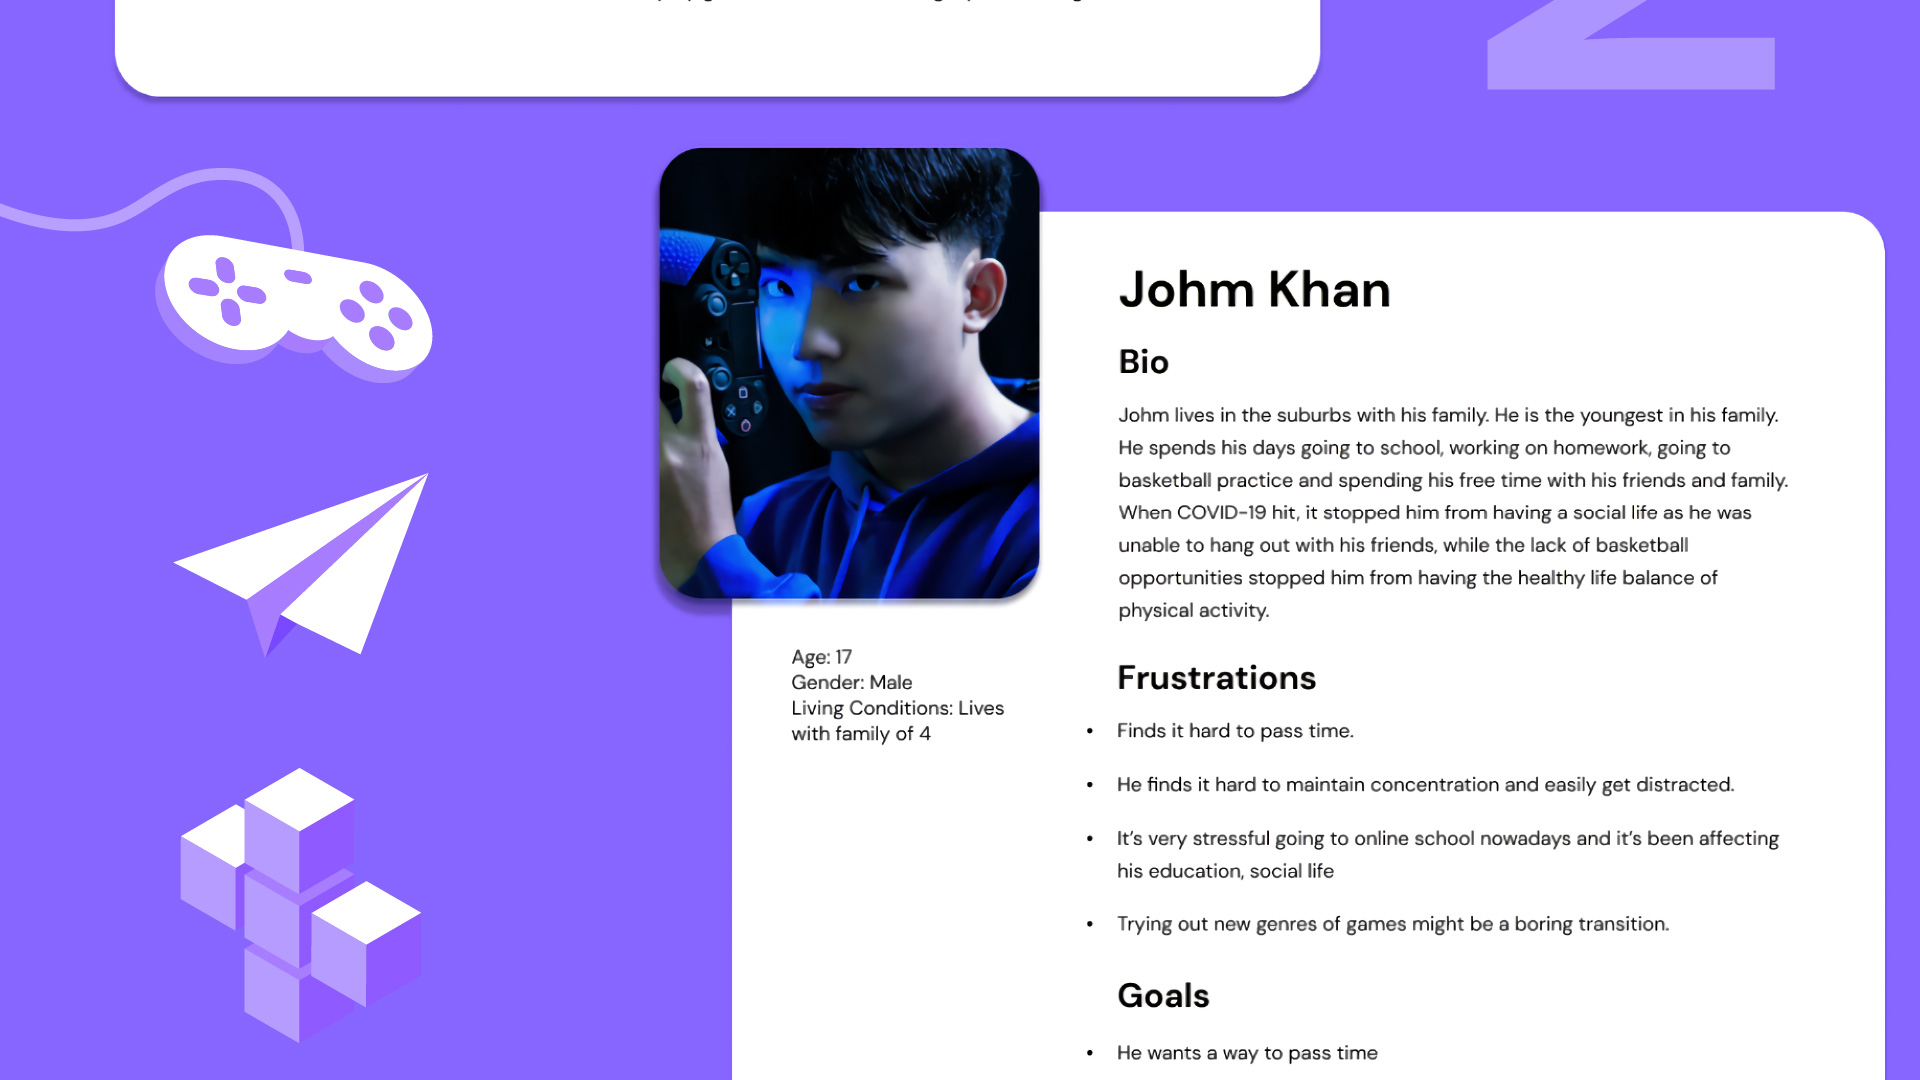 2
Johm Khan
Bio
Johm lives in the suburbs with his family. He is the youngest in his family.
He spends his days going to school, working on homework, going to
basketball practice and spending his free time with his friends and family.
When COVID-19 hit, it stopped him from having a social life as he was
unable to hang out with his friends, while the lack of basketball
opportunities stopped him from having the healthy life balance of
physical activity.
Age: 17
Gender: Male
Living Conditions: Lives
with family of 4
Frustrations
• Finds it hard to pass time.
• He finds it hard to maintain concentration and easily get distracted.
• It’s very stressful going to online school nowadays and it’s been affecting
his education, social life
• Trying out new genres of games might be a boring transition.
Goals
• He wants a way to pass time